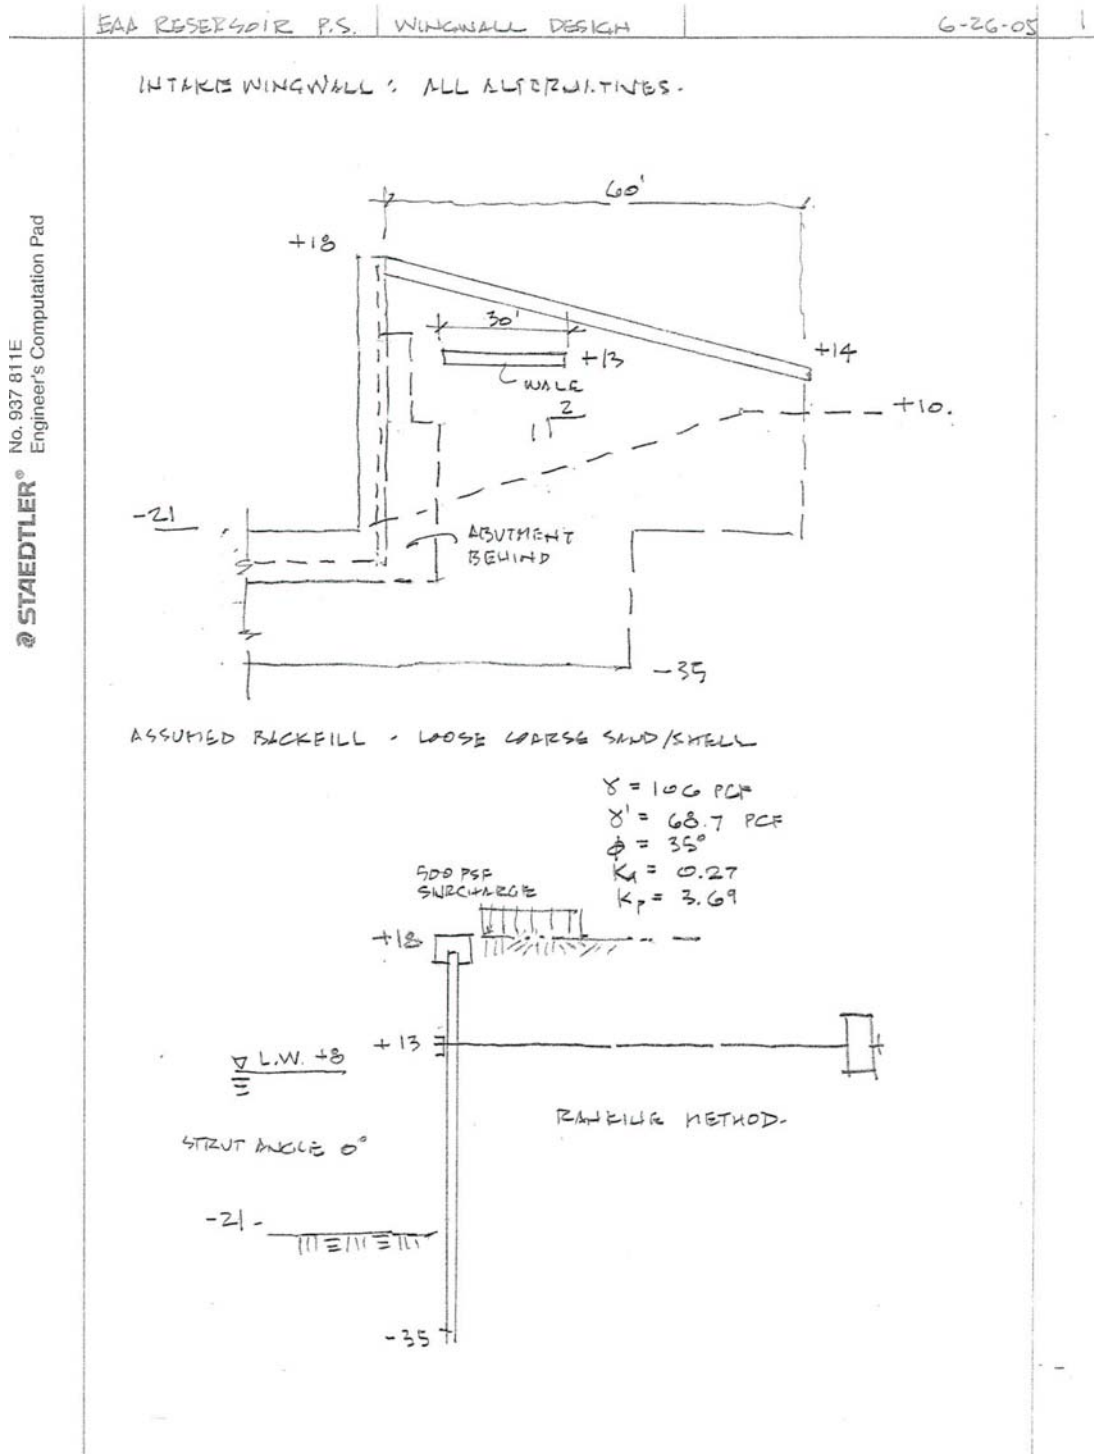 EAA RESERSOIR P.S. WINGWALL DESIGN 6-26-05 1
INTAKE WINGWALL : ALL ALTERNATIVES.
No. 937 811E
Engineer's Computation Pad
STAEDTLER®
60'
+18
30'
+13
+14
WALE
2
1
+10.
-21
ABUTMENT
BEHIND
-35
ASSUMED BACKFILL - LOOSE COARSE SAND/SHELL
γ = 106 PCF
γ' = 68.7 PCF
ϕ = 35°
Ka = 0.27
Kp = 3.69
500 PSF
SURCHARGE
+18
+13
L.W. +8
RANKINE METHOD.
STRUT ANGLE 0°
-21
-35